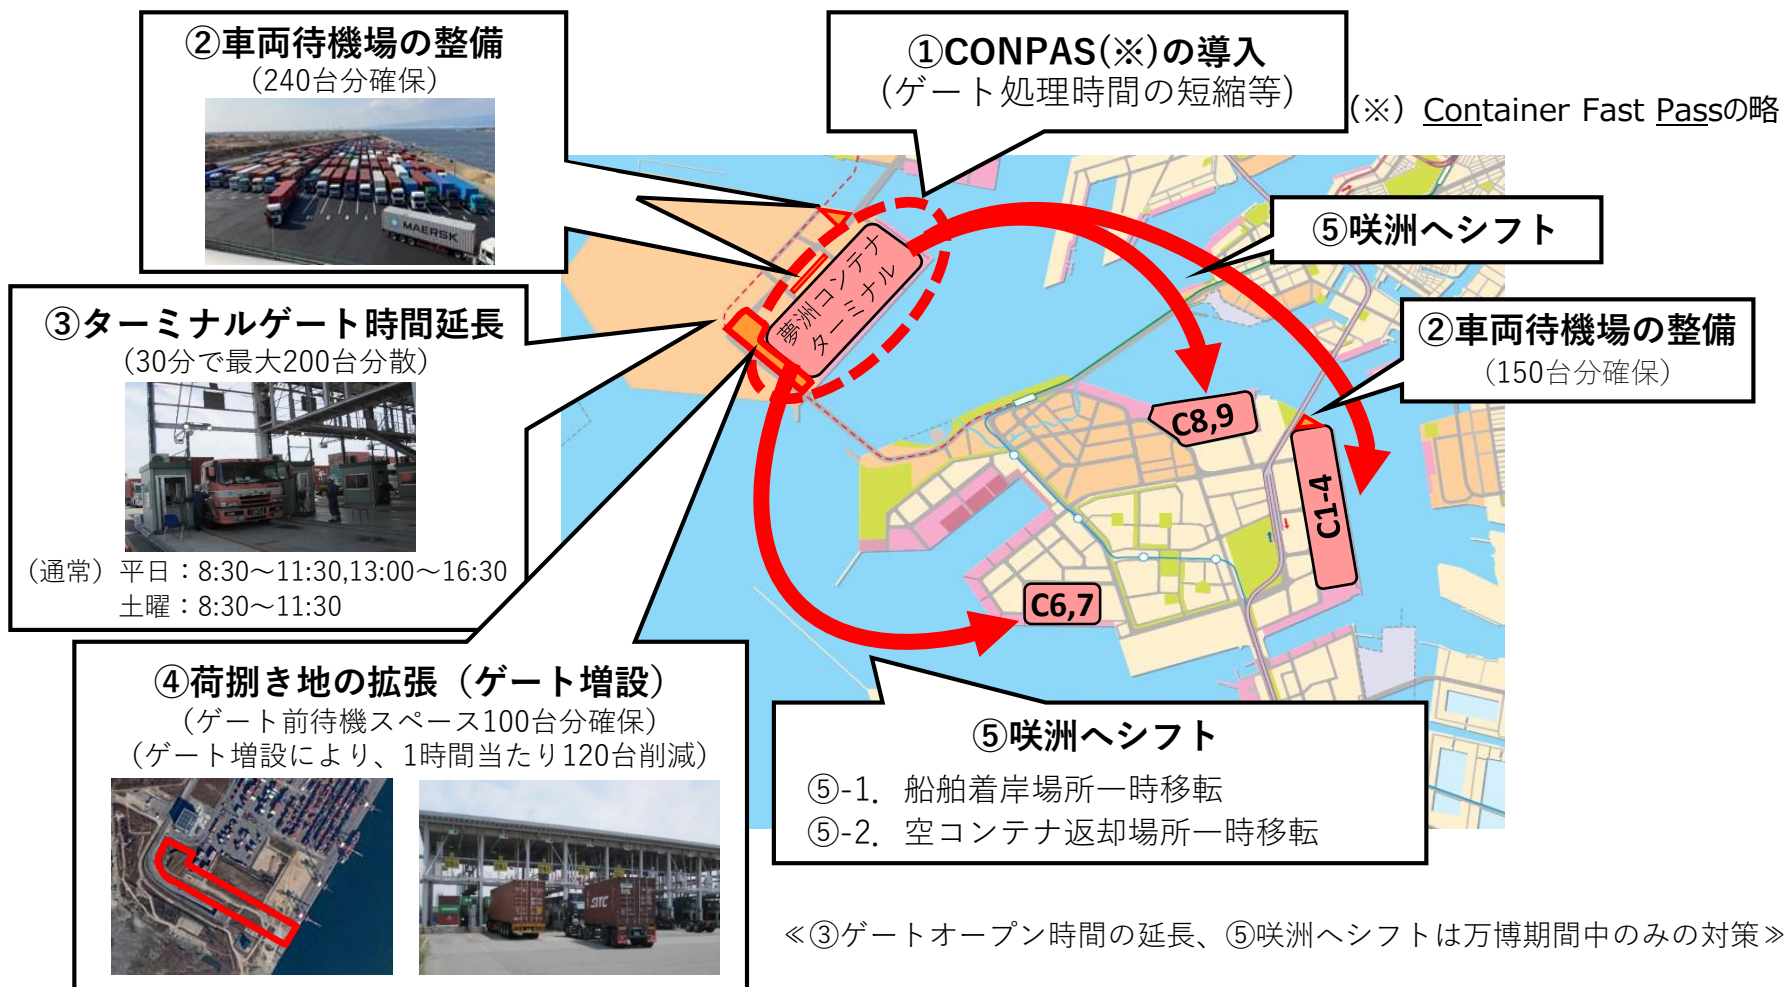 ②車両待機場の整備
(240台分確保)
MAERSK
①CONPAS(※)の導入
(ゲート処理時間の短縮等)
(※) Container Fast Passの略
⑤咲洲へシフト
②車両待機場の整備
(150台分確保)
③ターミナルゲート時間延長
(30分で最大200台分散)
(通常) 平日：8:30～11:30,13:00～16:30
土曜：8:30～11:30
夢洲コンテナ
ターミナル
C8,9
C1-4
C6,7
④荷捌き地の拡張（ゲート増設）
(ゲート前待機スペース100台分確保)
(ゲート増設により、1時間当たり120台削減)
SITC
⑤咲洲へシフト
⑤-1. 船舶着岸場所一時移転
⑤-2. 空コンテナ返却場所一時移転
≪③ゲートオープン時間の延長、⑤咲洲へシフトは万博期間中のみの対策≫